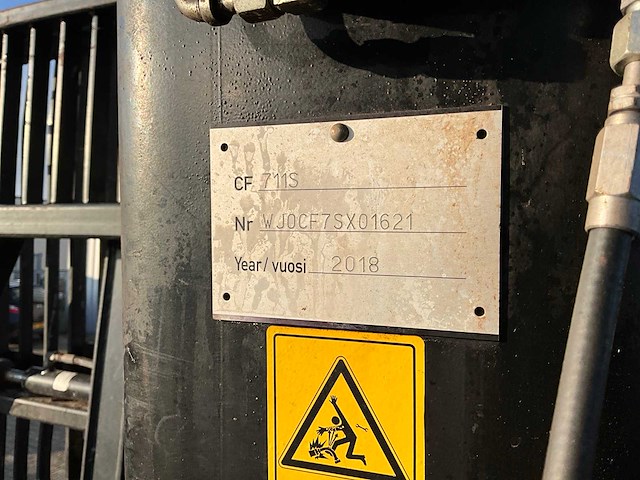 CF 711S
Nr WJ0CF7SX01621
Year/vuosi 2018